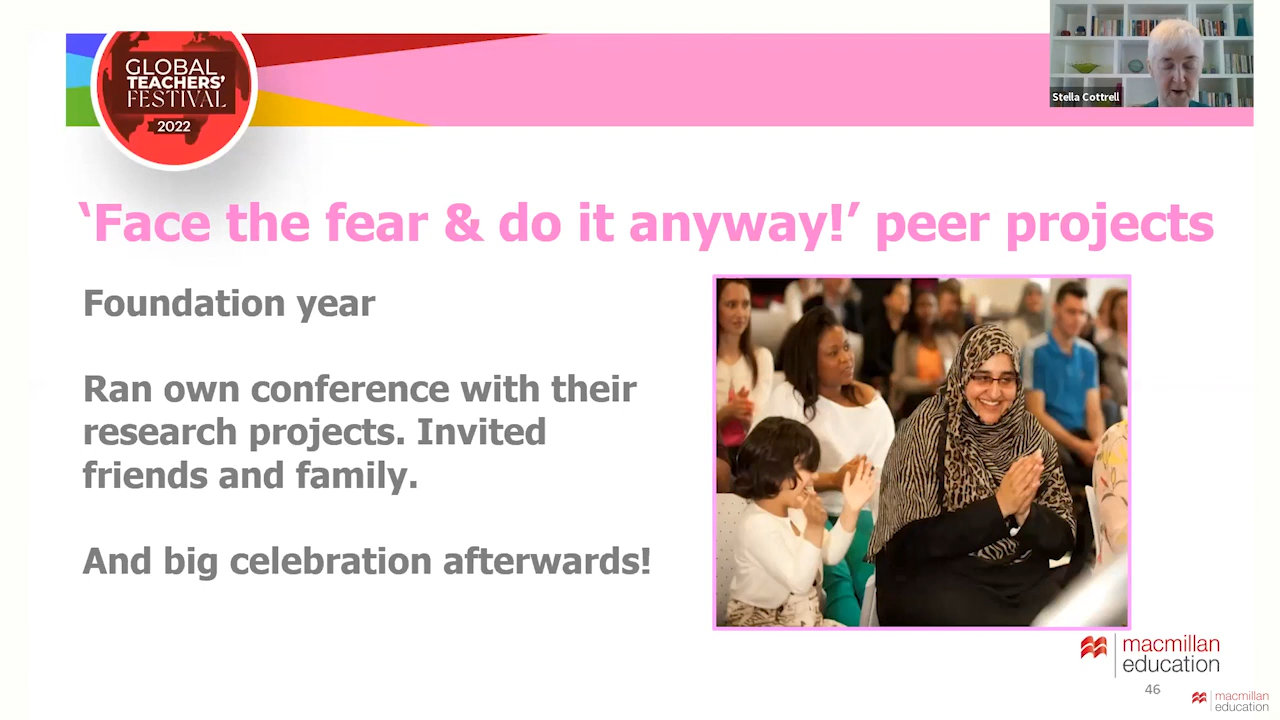 GLOBAL
TEACHERS'
FESTIVAL
2022
Stella Cottrell
‘Face the fear & do it anyway!’ peer projects
Foundation year
Ran own conference with their
research projects. Invited
friends and family.
And big celebration afterwards!
macmillan
education
46
macmillan
education